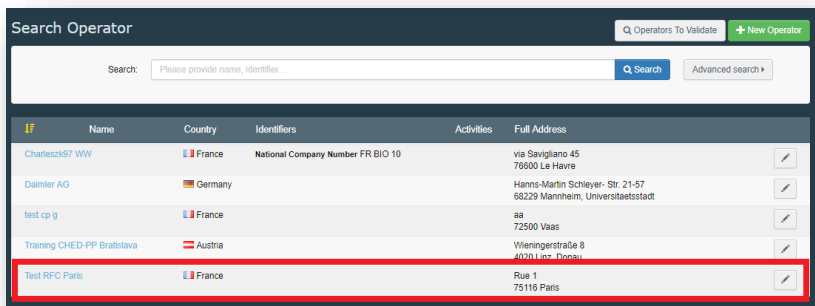 Search Operator
Operators To Validate
New Operator
Search:
Please provide name, identifier...
Search
Advanced search
Name Country Identifiers Activities Full Address
Charleszk97 WW France National Company Number FR BIO 10 via Savigliano 45
76600 Le Havre
Daimler AG Germany Hanns-Martin Schleyer- Str. 21-57
68229 Mannheim, Universitaetsstadt
test cp g France aa
72500 Vaas
Training CHED-PP Bratislava Austria Wieningerstraße 8
4020 Linz, Donau
Test RFC Paris France Rue 1
75116 Paris